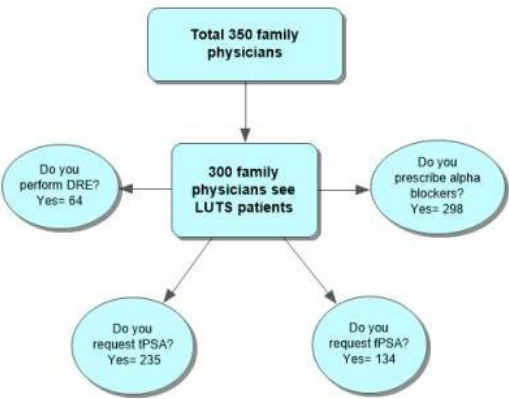 Total 350 family
physicians
Do you
perform DRE?
Yes= 64
300 family
physicians see
LUTS patients
Do you
prescribe alpha
blockers?
Yes= 298
Do you
request tPSA?
Yes= 235
Do you
request fPSA?
Yes= 134